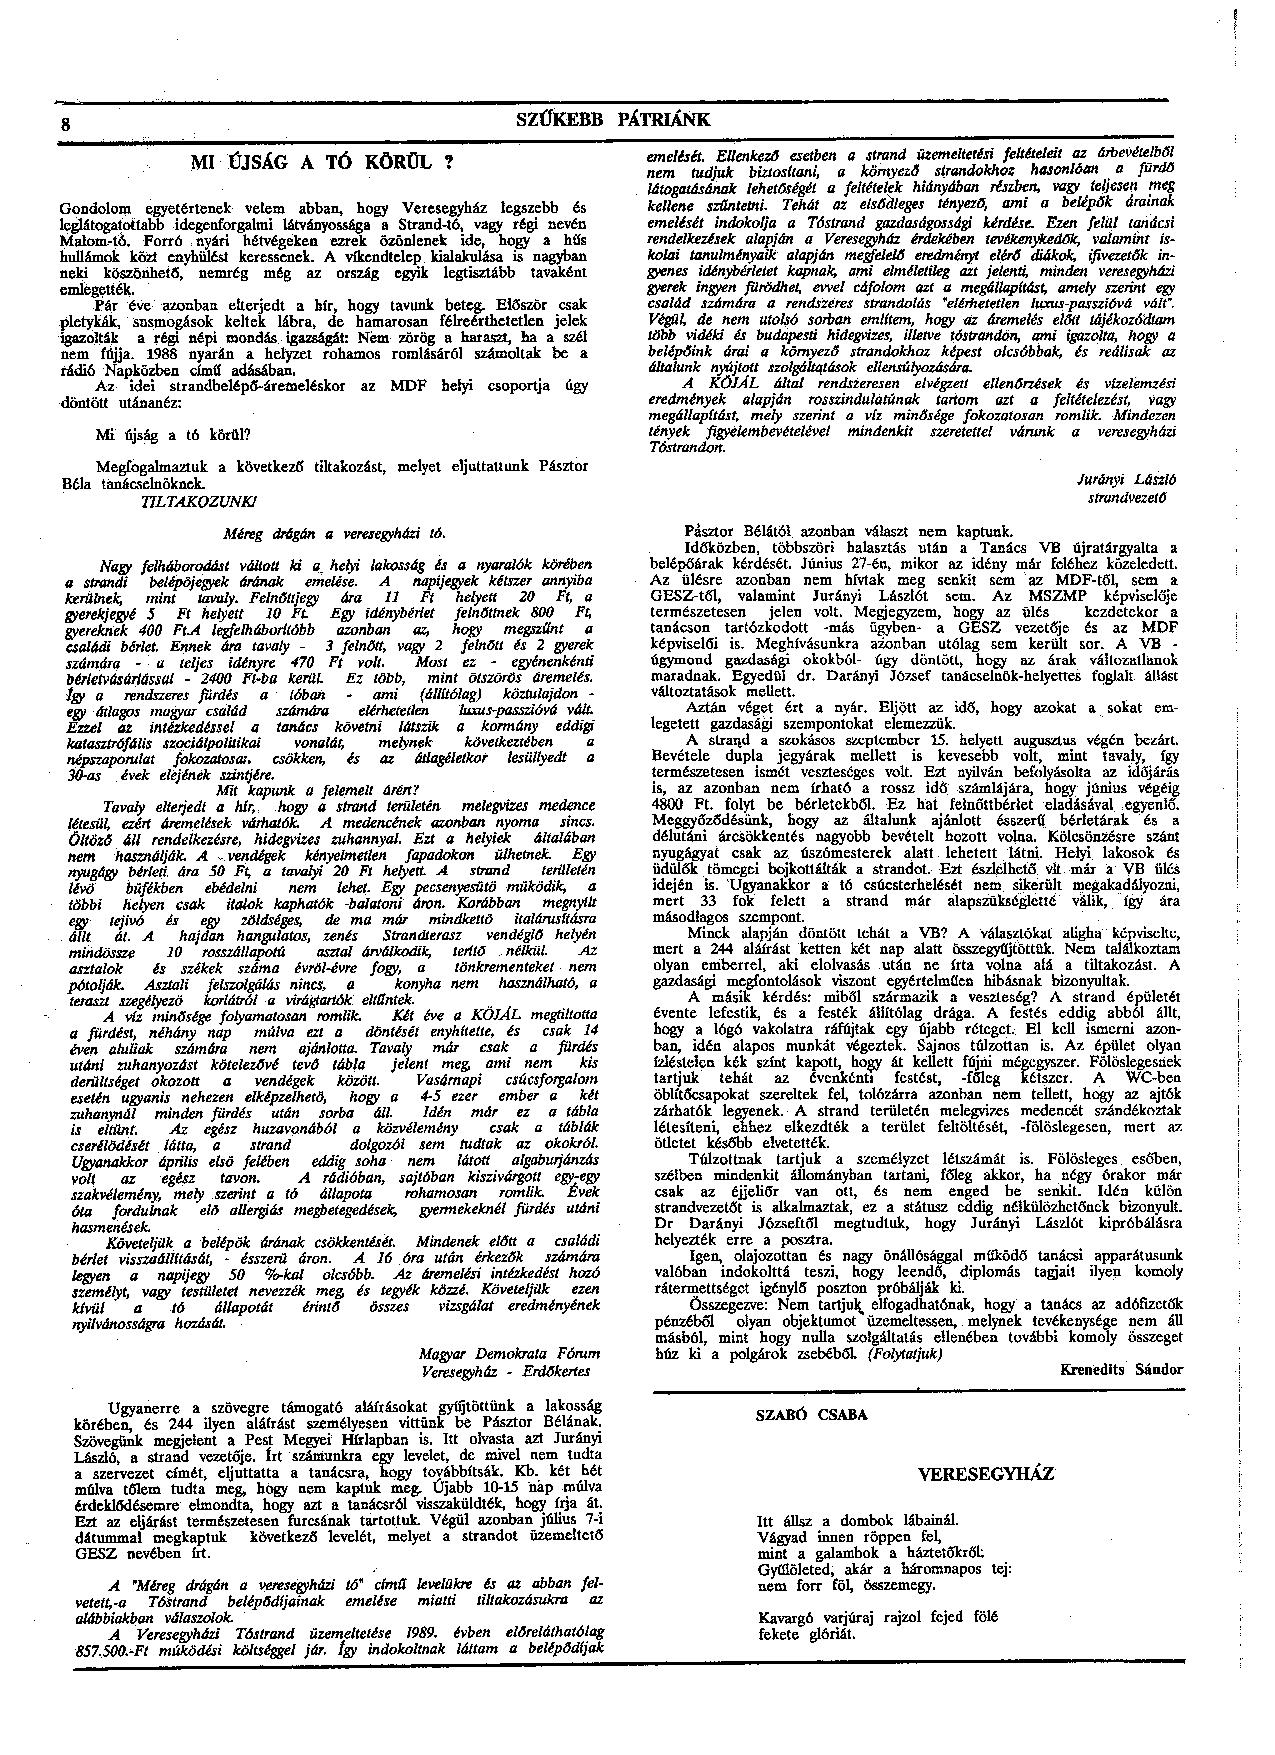 8
SZŰKEBB PÁTRIÁNK
MI ÚJSÁG A TÓ KÖRÜL ?
Gondolom egyetértenek velem abban, hogy Veresegyház legszebb és
leglátogatottabb idegenforgalmi látványossága a Strand-tó, vagy régi nevén
Malom-tó. Forró nyári hétvégeken ezrek özönlenek ide, hogy a hűs
hullámok közt enyhülést keressenek. A víkendtelep kialakulása is nagyban
neki köszönhető, nemrég még az ország egyik legtisztább tavaként
emlegették.
Pár éve azonban elterjedt a hír, hogy tavunk beteg. Először csak
pletykák, susmogások keltek lábra, de hamarosan félreérthetetlen jelek
igazolták a régi népi mondás igazságát: Nem zörög a haraszt, ha a szél
nem fújja. 1988 nyarán a helyzet rohamos romlásáról számoltak be a
rádió Napközben című adásában.
Az idei strandbelépő-áremeléskor az MDF helyi csoportja úgy
döntött utánanéz:
Mi újság a tó körül?
Megfogalmaztuk a következő tiltakozást, melyet eljuttattunk Pásztor
Béla tanácselnöknek.
TILTAKOZUNK!
Méreg drágán a veresegyházi tó.
Nagy felháborodást váltott ki a helyi lakosság és a nyaralók körében
a strandi belépőjegyek árának emelése. A napijegyek kétszer annyiba
kerülnek, mint tavaly. Felnőttjegy ára 11 Ft helyett 20 Ft, a
gyerekjegyé 5 Ft helyett 10 Ft. Egy idénybérlet felnőttnek 800 Ft,
gyereknek 400 Ft.A legfelháborítóbb azonban az, hogy megszűnt a
családi bérlet. Ennek ára tavaly - 3 felnőtt, vagy 2 felnőtt és 2 gyerek
számára - a teljes idényre 470 Ft volt. Most ez - egyénenkénti
bérletvásárlással - 2400 Ft-ba kerül. Ez több, mint ötszörös áremelés.
Így a rendszeres fürdés a tóban - ami (állítólag) köztulajdon -
egy átlagos magyar család számára elérhetetlen luxus-passzióvá vált.
Ezzel az intézkedéssel a tanács követni látszik a kormány eddigi
katasztrófális szociálpolitikai vonalát, melynek következtében a
népszaporulat fokozatosan csökken, és az átlagéletkor lesüllyedt a
30-as évek elejének szintjére.
Mit kapunk a felemelt árén?
Tavaly elterjedt a hír, hogy a strand területén melegvizes medence
létesül, ezért áremelések várhatók. A medencének azonban nyoma sincs.
Öltöző áll rendelkezésre, hidegvizes zuhannyal. Ezt a helyiek általában
nem használják. A vendégek kényelmetlen fapadokon ülhetnek. Egy
nyugágy bérleti ára 50 Ft, a tavalyi 20 Ft helyett. A strand területén
lévő büfékben ebédelni nem lehet. Egy pecsenyesütő működik, a
többi helyen csak italok kaphatók -balatoni áron. Korábban megnyílt
egy tejivó és egy zöldséges, de ma már mindkettő italárusításra
állt át. A hajdan hangulatos, zenés Strandterasz vendéglő helyén
mindössze 10 rosszállapotú asztal árválkodik, terítő nélkül. Az
asztalok és székek száma évről-évre fogy, a tönkrementeket nem
pótolják. Asztali felszolgálás nincs, a konyha nem használható, a
teraszt szegélyező korlátról a virágtartók eltűntek.
A víz minősége folyamatosan romlik. Két éve a KÖJÁL megtiltotta
a fürdést, néhány nap múlva ezt a döntését enyhítette, és csak 14
éven aluliak számára nem ajánlotta. Tavaly már csak a fürdés
utáni zuhanyozást kötelezővé tevő tábla jelent meg, ami nem kis
derültséget okozott a vendégek között. Vasárnapi csúcsforgalom
esetén ugyanis nehezen elképzelhető, hogy a 4-5 ezer ember a két
zuhanynál minden fürdés után sorba áll. Idén már ez a tábla
is eltűnt. Az egész huzavonából a közvélemény csak a táblák
cserélődését látta, a strand dolgozói sem tudtak az okokról.
Ugyanakkor április első felében eddig soha nem látott algaburjánzás
volt az egész tavon. A rádióban, sajtóban kiszivárgott egy-egy
szakvélemény, mely szerint a tó állapota rohamosan romlik. Évek
óta fordulnak elő allergiás megbetegedések, gyermekeknél fürdés utáni
hasmenések.
Követeljük a belépők árának csökkentését. Mindenek előtt a családi
bérlet visszaállítását, - ésszerű áron. A 16 óra után érkezők számára
legyen a napijegy 50 %-kal olcsóbb. Az áremelési intézkedést hozó
személyt, vagy testületet nevezzék meg, és tegyék közzé. Követeljük ezen
kívül a tó állapotát érintő összes vizsgálat eredményének
nyilvánosságra hozását.
Magyar Demokrata Fórum
Veresegyház - Erdőkertes
Ugyanerre a szövegre támogató aláírásokat gyűjtöttünk a lakosság
körében, és 244 ilyen aláírást személyesen vittünk be Pásztor Bélának.
Szövegünk megjelent a Pest Megyei Hírlapban is. Itt olvasta azt Jurányi
László, a strand vezetője. Írt számunkra egy levelet, de mivel nem tudta
a szervezet címét, eljuttatta a tanácsra, hogy továbbítsák. Kb. két hét
múlva tőlem tudta meg, hogy nem kaptuk meg. Újabb 10-15 nap múlva
érdeklődésemre elmondta, hogy azt a tanácsról visszaküldték, hogy írja át.
Ezt az eljárást természetesen furcsának tartottuk. Végül azonban július 7-i
dátummal megkaptuk következő levelét, melyet a strandot üzemeltető
GESZ nevében írt.
A "Méreg drágán a veresegyházi tó" című levelükre és az abban fel-
vetett,-a Tóstrand belépődíjainak emelése miatti tiltakozásukra az
alábbiakban válaszolok.
A Veresegyházi Tóstrand üzemeltetése 1989. évben előreláthatólag
857.500.-Ft működési költséggel jár. Így indokoltnak láttam a belépődíjak
emelését. Ellenkező esetben a strand üzemeltetési feltételeit az árbevételből
nem tudjuk biztosítani, a környező strandokhoz hasonlóan a fürdő
látogatásának lehetőségét a feltételek hiányában részben, vagy teljesen meg
kellene szüntetni. Tehát az elsődleges tényező, ami a belépők árainak
emelését indokolja a Tóstrand gazdaságossági kérdése. Ezen felül tanácsi
rendelkezések alapján a Veresegyház érdekében tevékenykedők, valamint is-
kolai tanulmányaik alapján megfelelő eredményt elérő diákok, ifivezetők in-
gyenes idénybérletet kapnak, ami elméletileg azt jelenti, minden veresegyházi
gyerek ingyen fürödhet, evvel cáfolom azt a megállapítást, amely szerint egy
család számára a rendszeres strandolás "elérhetetlen luxus-passzióvá vált".
Végül, de nem utolsó sorban említem, hogy az áremelés előtt tájékozódtam
több vidéki és budapesti hidegvizes, illetve tóstrandon, ami igazolta, hogy a
belépőink árai a környező strandokhoz képest olcsóbbak, és reálisak az
általunk nyújtott szolgáltatások ellensúlyozására.
A KÖJÁL által rendszeresen elvégzett ellenőrzések és vízelemzési
eredmények alapján rosszindulatúnak tartom azt a feltételezést, vagy
megállapítást, mely szerint a víz minősége fokozatosan romlik. Mindezen
tények figyelembevételével mindenkit szeretettel várunk a veresegyházi
Tóstrandon.
Jurányi László
strandvezető
Pásztor Bélától azonban választ nem kaptunk.
Időközben, többszöri halasztás után a Tanács VB újratárgyalta a
belépőárak kérdését. Június 27-én, mikor az idény már feléhez közeledett.
Az ülésre azonban nem hívtak meg senkit sem az MDF-től, sem a
GESZ-től, valamint Jurányi Lászlót sem. Az MSZMP képviselője
természetesen jelen volt. Megjegyzem, hogy az ülés kezdetekor a
tanácson tartózkodott -más ügyben- a GESZ vezetője és az MDF
képviselői is. Meghívásunkra azonban utólag sem került sor. A VB -
úgymond gazdasági okokból- úgy döntött, hogy az árak változatlanok
maradnak. Egyedül dr. Darányi József tanácselnök-helyettes foglalt állást
változtatások mellett.
Aztán véget ért a nyár. Eljött az idő, hogy azokat a sokat em-
legetett gazdasági szempontokat elemezzük.
A strand a szokásos szeptember 15. helyett augusztus végén bezárt.
Bevétele dupla jegyárak mellett is kevesebb volt, mint tavaly, így
természetesen ismét veszteséges volt. Ezt nyilván befolyásolta az időjárás
is, az azonban nem írható a rossz idő számlájára, hogy június végéig
4800 Ft. folyt be bérletekből. Ez hat felnőttbérlet eladásával egyenlő.
Meggyőződésünk, hogy az általunk ajánlott ésszerű bérletárak és a
délutáni árcsökkentés nagyobb bevételt hozott volna. Kölcsönzésre szánt
nyugágyat csak az úszómesterek alatt lehetett látni. Helyi lakosok és
üdülők tömegei bojkottálták a strandot. Ezt észlelhető vlt már a VB ülés
idején is. Ugyanakkor a tó csúcsterhelését nem sikerült megakadályozni,
mert 33 fok felett a strand már alapszükségletté válik, így ára
másodlagos szempont.
Minek alapján döntött tehát a VB? A választókat aligha képviselte,
mert a 244 aláírást ketten két nap alatt összegyűjtöttük. Nem találkoztam
olyan emberrel, aki elolvasás után ne írta volna alá a tiltakozást. A
gazdasági megfontolások viszont egyértelműen hibásnak bizonyultak.
A másik kérdés: miből származik a veszteség? A strand épületét
évente lefestik, és a festék állítólag drága. A festés eddig abból állt,
hogy a lógó vakolatra ráfújtak egy újabb réteget. El kell ismerni azon-
ban, idén alapos munkát végeztek. Sajnos túlzottan is. Az épület olyan
ízléstelen kék színt kapott, hogy át kellett fújni mégegyszer. Fölöslegesnek
tartjuk tehát az évenkénti festést, -főleg kétszer. A WC-ben
öblítőcsapokat szereltek fel, tolózárra azonban nem tellett, hogy az ajtók
zárhatók legyenek. A strand területén melegvizes medencét szándékoztak
létesíteni, ehhez elkezdték a terület feltöltését, -fölöslegesen, mert az
ötletet később elvetették.
Túlzottnak tartjuk a személyzet létszámát is. Fölösleges esőben,
szélben mindenkit állományban tartani, főleg akkor, ha négy órakor már
csak az éjjeliőr van ott, és nem enged be senkit. Idén külön
strandvezetőt is alkalmaztak, ez a státusz eddig nélkülözhetőnek bizonyult.
Dr Darányi Józseftől megtudtuk, hogy Jurányi Lászlót kipróbálásra
helyezték erre a posztra.
Igen, olajozottan és nagy önállósággal működő tanácsi apparátusunk
valóban indokolttá teszi, hogy leendő, diplomás tagjait ilyen komoly
rátermettséget igénylő poszton próbálják ki.
Összegezve: Nem tartjuk elfogadhatónak, hogy a tanács az adófizetők
pénzéből olyan objektumot üzemeltessen, melynek tevékenysége nem áll
másból, mint hogy nulla szolgáltatás ellenében további komoly összeget
húz ki a polgárok zsebéből. (Folytatjuk)
Krenedits Sándor
SZABÓ CSABA
VERESEGYHÁZ
Itt állsz a dombok lábainál.
Vágyad innen röppen fel,
mint a galambok a háztetőkről.
Gyűlöleted, akár a háromnapos tej:
nem forr föl, összemegy.
Kavargó varjúraj rajzol fejed fölé
fekete glóriát.